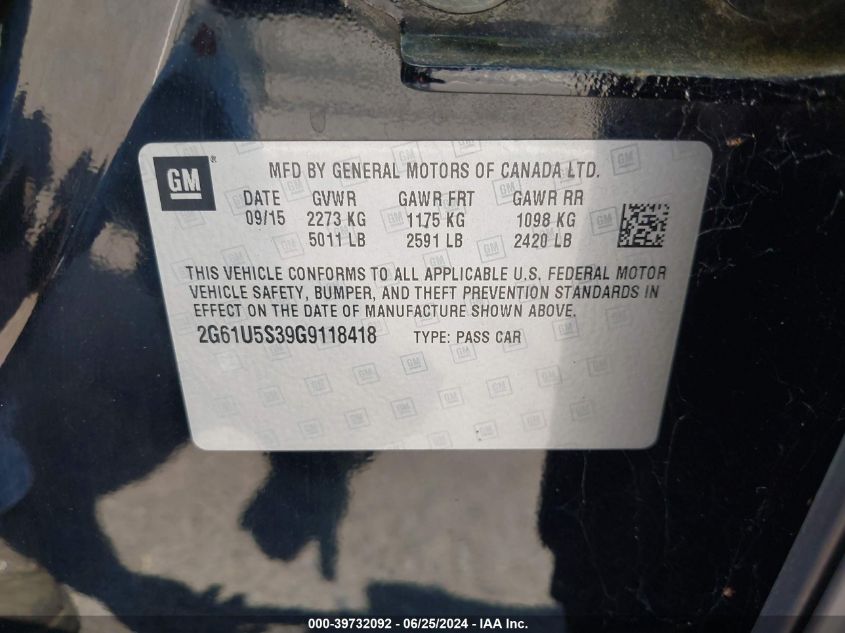 GM ®
MFD BY GENERAL MOTORS OF CANADA LTD.
DATE GVWR GAWR FRT GAWR RR
09/15 2273 KG 1175 KG 1098 KG
5011 LB 2591 LB 2420 LB
THIS VEHICLE CONFORMS TO ALL APPLICABLE U.S. FEDERAL MOTOR
VEHICLE SAFETY, BUMPER, AND THEFT PREVENTION STANDARDS IN
EFFECT ON THE DATE OF MANUFACTURE SHOWN ABOVE.
2G61U5S39G9118418 TYPE: PASS CAR
000-39732092 / 06/25/2024 - IAA Inc.